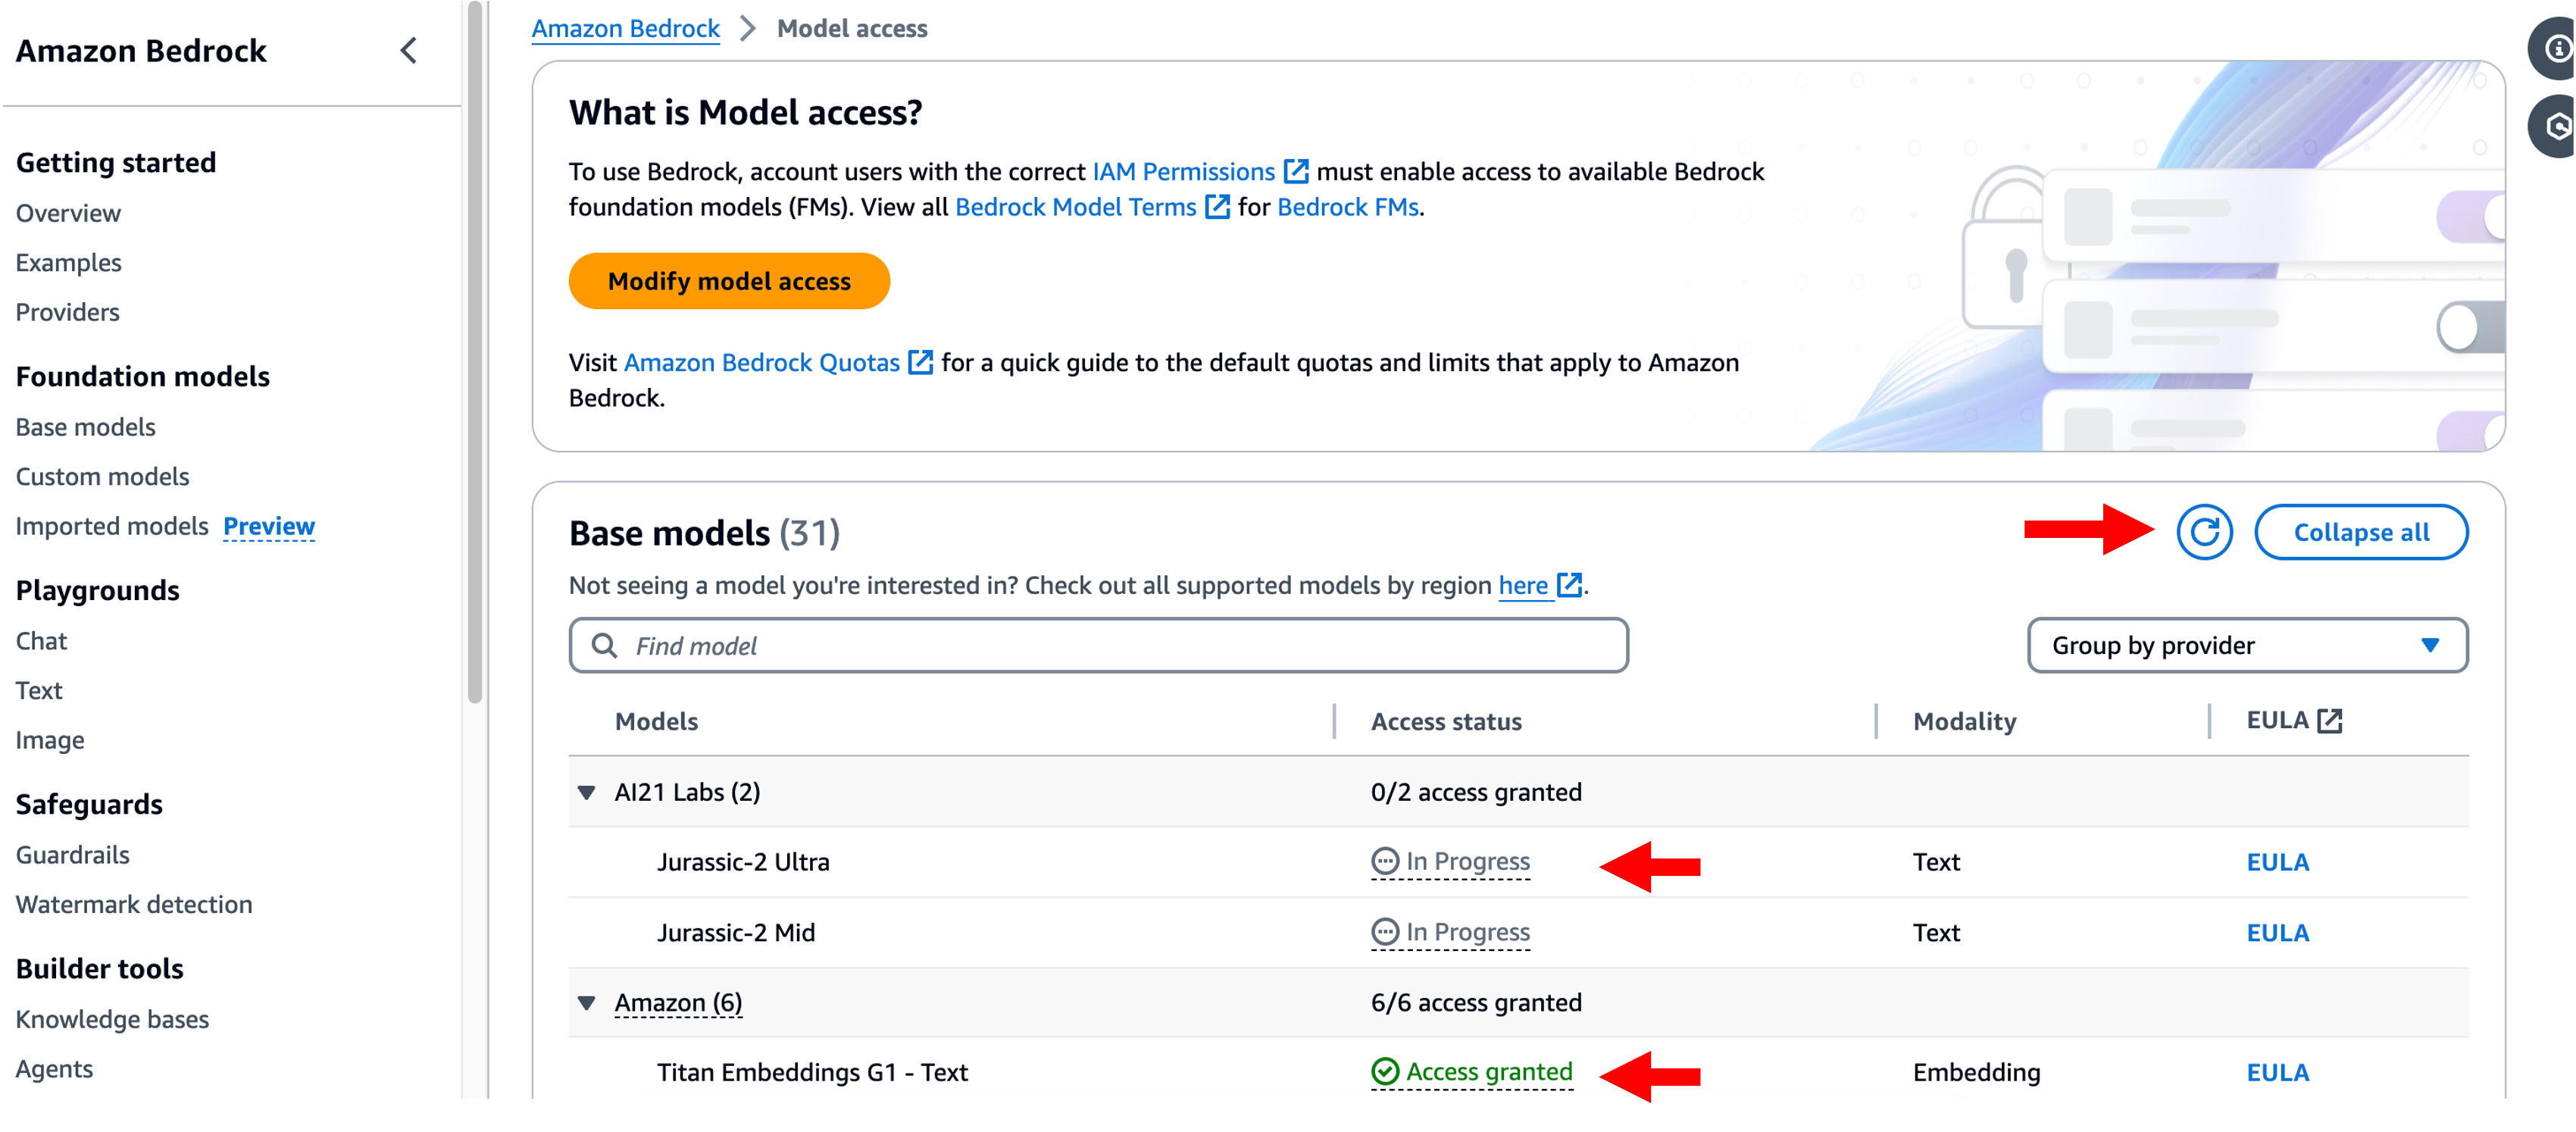 Amazon Bedrock
Getting started
Overview
Examples
Providers
Foundation models
Base models
Custom models
Imported models Preview
Playgrounds
Chat
Text
Image
Safeguards
Guardrails
Watermark detection
Builder tools
Knowledge bases
Agents
Amazon Bedrock > Model access
What is Model access?
To use Bedrock, account users with the correct IAM Permissions must enable access to available Bedrock
foundation models (FMs). View all Bedrock Model Terms for Bedrock FMs.
Modify model access
Visit Amazon Bedrock Quotas for a quick guide to the default quotas and limits that apply to Amazon
Bedrock.
Base models (31)
Collapse all
Not seeing a model you're interested in? Check out all supported models by region here.
Find model
Group by provider
Models Access status Modality EULA
AI21 Labs (2) 0/2 access granted
Jurassic-2 Ultra In Progress Text EULA
Jurassic-2 Mid In Progress Text EULA
Amazon (6) 6/6 access granted
Titan Embeddings G1 - Text Access granted Embedding EULA